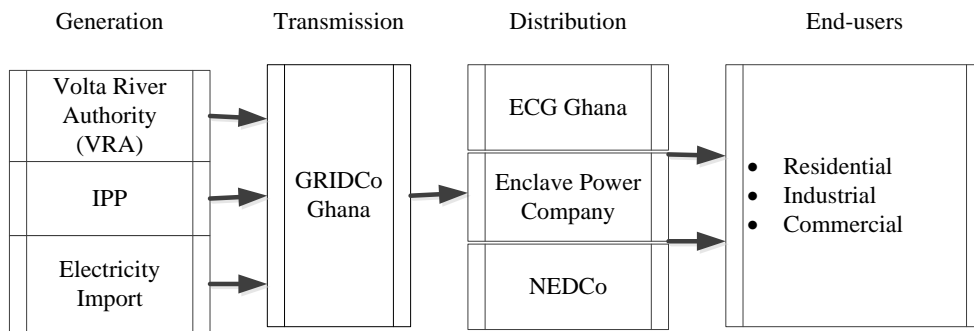 Generation
Transmission
Distribution
End-users
Volta River
Authority
(VRA)
IPP
Electricity
Import
GRIDCo
Ghana
ECG Ghana
Enclave Power
Company
NEDCo
• Residential
• Industrial
• Commercial